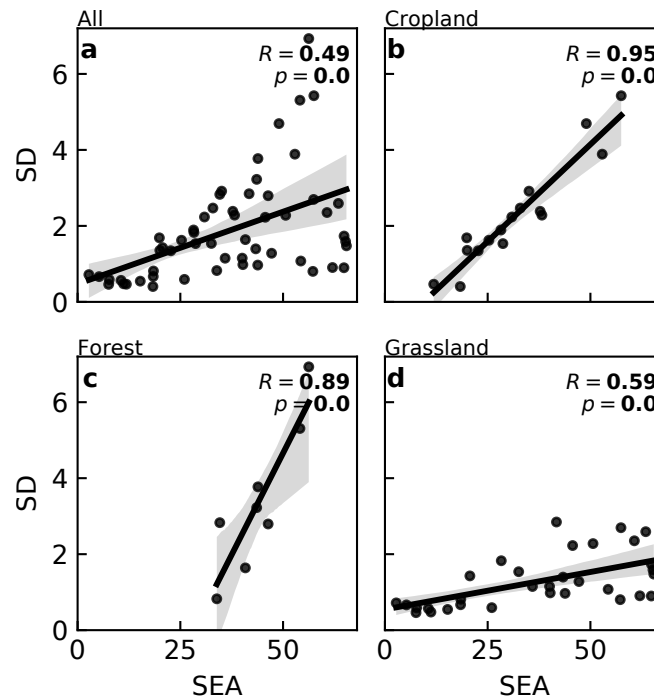 All
Cropland
a
R = 0.49
p = 0.0
b
R = 0.95
p = 0.0
6
4
2
0
SD
Forest
Grassland
c
R = 0.89
p = 0.0
d
R = 0.59
p = 0.0
6
4
2
0
SD
0
25
50
0
25
50
SEA
SEA